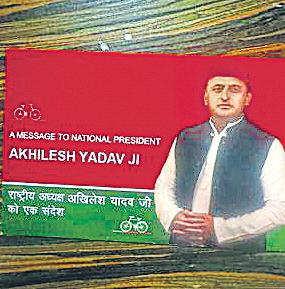 A MESSAGE TO NATIONAL PRESIDENT
AKHILESH YADAV JI
राष्ट्रीय अध्यक्ष अखिलेश यादव जी
को एक संदेश